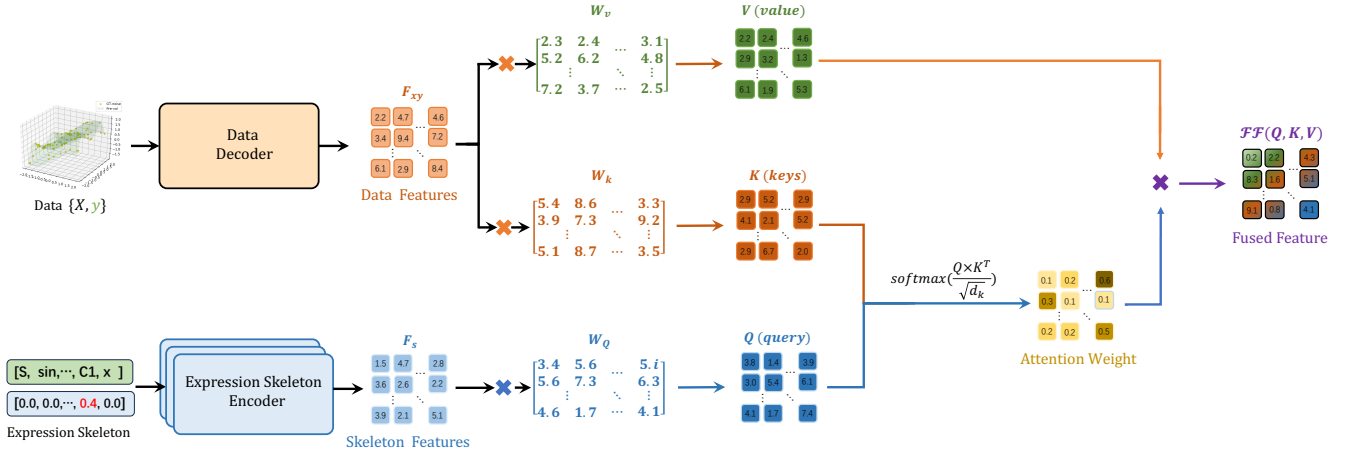 W_v
V (value)
2.3 2.4 ... 3.1
5.2 6.2 4.8
⋮ ⋱ ⋮
7.2 3.7 ... 2.5
2.2 2.4 ... 4.6
2.9 3.2 1.3
⋮ ⋱
6.1 1.9 5.3
F_xy
2.2 4.7 ... 4.6
3.4 9.4 7.2
⋮ ⋱
6.1 2.9 8.4
Data Features
Data
Decoder
Data {X, y}
W_k
K (keys)
5.4 8.6 ... 3.3
3.9 7.3 9.2
⋮ ⋱ ⋮
5.1 8.7 ... 3.5
2.9 5.2 ... 2.9
4.1 2.1 5.2
⋮ ⋱
2.9 6.7 2.0
ℱℱ(Q, K, V)
0.2 2.2 ... 4.3
8.3 1.6 5.1
⋮ ⋱
9.1 0.8 4.1
Fused Feature
softmax(Q×K^T/√d_k)
0.1 0.2 ... 0.6
0.3 0.1 0.1
⋮ ⋱
0.2 0.2 0.5
Attention Weight
F_s
W_Q
Q (query)
[S, sin,···, C1, x ]
[0.0, 0.0,···, 0.4, 0.0]
Expression Skeleton
Expression Skeleton
Encoder
1.5 4.7 ... 2.8
3.6 2.6 2.2
⋮ ⋱
3.9 2.1 5.1
Skeleton Features
3.4 5.6 ... 5.i
5.6 7.3 6.3
⋮ ⋱ ⋮
4.6 1.7 ... 4.1
3.8 1.4 ... 3.9
3.0 5.4 6.1
⋮ ⋱
4.1 1.7 7.4